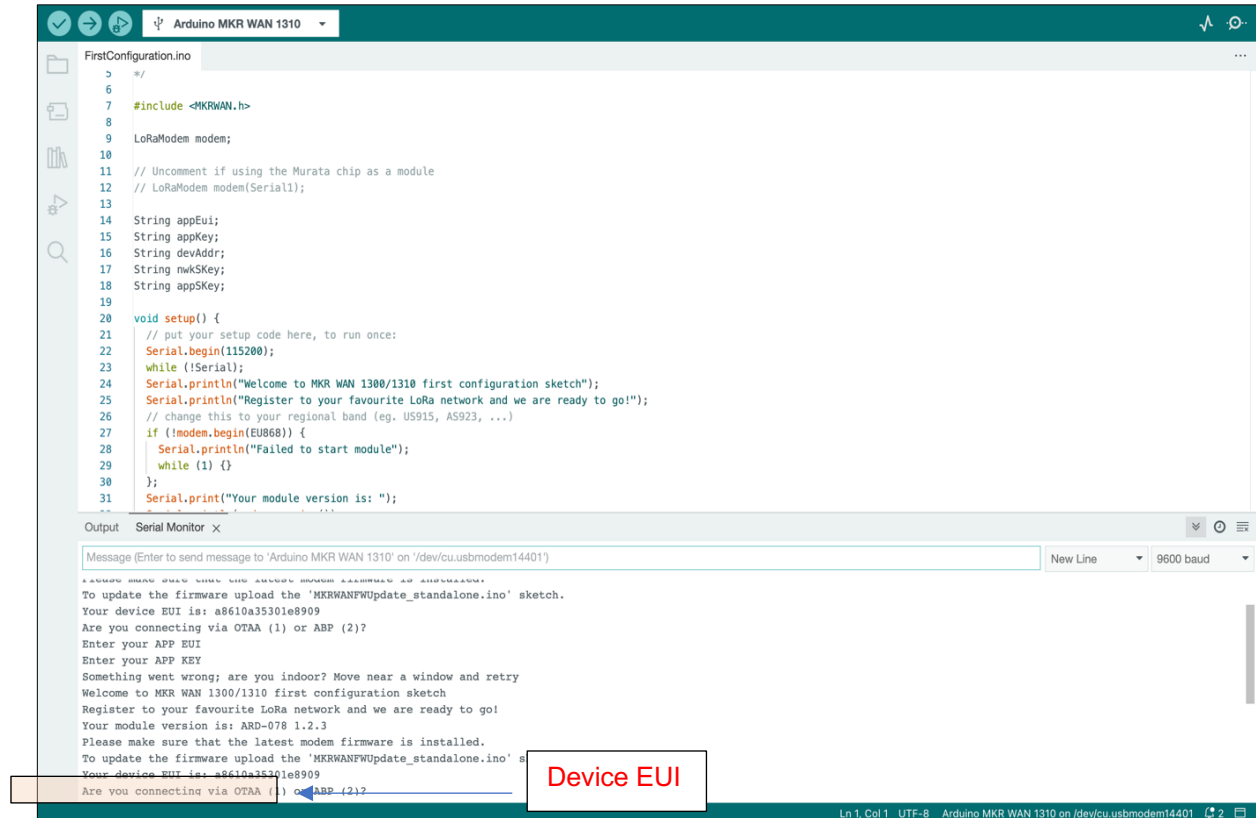 Arduino MKR WAN 1310
FirstConfiguration.ino
5 */
6
7 #include <MKRWAN.h>
8
9 LoRaModem modem;
10
11 // Uncomment if using the Murata chip as a module
12 // LoRaModem modem(Serial1);
13
14 String appEui;
15 String appKey;
16 String devAddr;
17 String nwkSKey;
18 String appSKey;
19
20 void setup() {
21 // put your setup code here, to run once:
22 Serial.begin(115200);
23 while (!Serial);
24 Serial.println("Welcome to MKR WAN 1300/1310 first configuration sketch");
25 Serial.println("Register to your favourite LoRa network and we are ready to go!");
26 // change this to your regional band (eg. US915, AS923, ...)
27 if (!modem.begin(EU868)) {
28 Serial.println("Failed to start module");
29 while (1) {}
30 };
31 Serial.print("Your module version is: ");
Output Serial Monitor
Message (Enter to send message to 'Arduino MKR WAN 1310' on '/dev/cu.usbmodem14401') New Line 9600 baud
Please make sure that the latest modem firmware is installed.
To update the firmware upload the 'MKRWANFWUpdate_standalone.ino' sketch.
Your device EUI is: a8610a35301e8909
Are you connecting via OTAA (1) or ABP (2)?
Enter your APP EUI
Enter your APP KEY
Something went wrong; are you indoor? Move near a window and retry
Welcome to MKR WAN 1300/1310 first configuration sketch
Register to your favourite LoRa network and we are ready to go!
Your module version is: ARD-078 1.2.3
Please make sure that the latest modem firmware is installed.
To update the firmware upload the 'MKRWANFWUpdate_standalone.ino' s
Your device EUI is: a8610a35301e8909
Are you connecting via OTAA (1) or ABP (2)?
Device EUI
Ln 1, Col 1 UTF-8 Arduino MKR WAN 1310 on /dev/cu.usbmodem14401 2